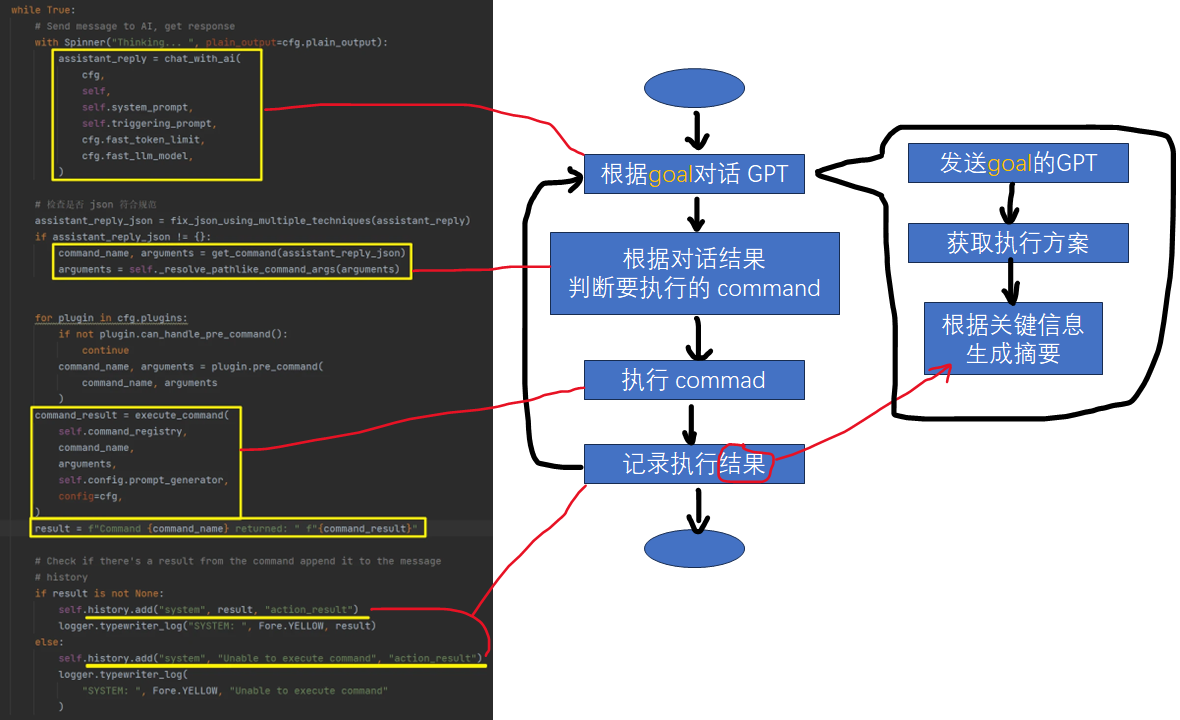 while True:
# Send message to AI, get response
with Spinner("Thinking... ", plain_output=cfg.plain_output):
assistant_reply = chat_with_ai(
cfg,
self,
self.system_prompt,
self.triggering_prompt,
cfg.fast_token_limit,
cfg.fast_llm_model,
)
# 检查是否 json 符合规范
assistant_reply_json = fix_json_using_multiple_techniques(assistant_reply)
if assistant_reply_json != {}:
command_name, arguments = get_command(assistant_reply_json)
arguments = self._resolve_pathlike_command_args(arguments)
for plugin in cfg.plugins:
if not plugin.can_handle_pre_command():
continue
command_name, arguments = plugin.pre_command(
command_name, arguments
)
command_result = execute_command(
self.command_registry,
command_name,
arguments,
self.config.prompt_generator,
config=cfg,
)
result = f"Command {command_name} returned: " f"{command_result}"
# Check if there's a result from the command append it to the message
# history
if result is not None:
self.history.add("system", result, "action_result")
logger.typewriter_log("SYSTEM: ", Fore.YELLOW, result)
else:
self.history.add("system", "Unable to execute command", "action_result")
logger.typewriter_log(
"SYSTEM: ", Fore.YELLOW, "Unable to execute command"
)
根据goal对话 GPT
根据对话结果
判断要执行的 command
执行 commad
记录执行结果
发送goal的GPT
获取执行方案
根据关键信息
生成摘要